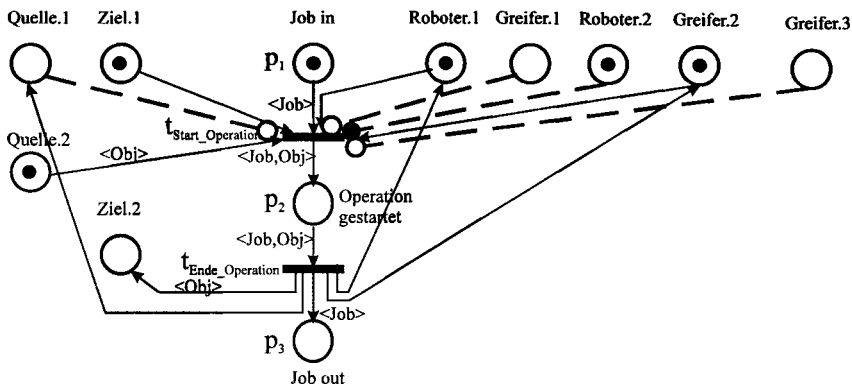 Quelle.1
Ziel.1
Job in
Roboter.1
Greifer.1
Roboter.2
Greifer.2
Greifer.3
p1
<Job>
tStart_Operation
Quelle.2
<Obj>
<Job,Obj>
p2
Operation
gestartet
Ziel.2
<Job,Obj>
tEnde_Operation
<Obj>
<Job>
p3
Job out